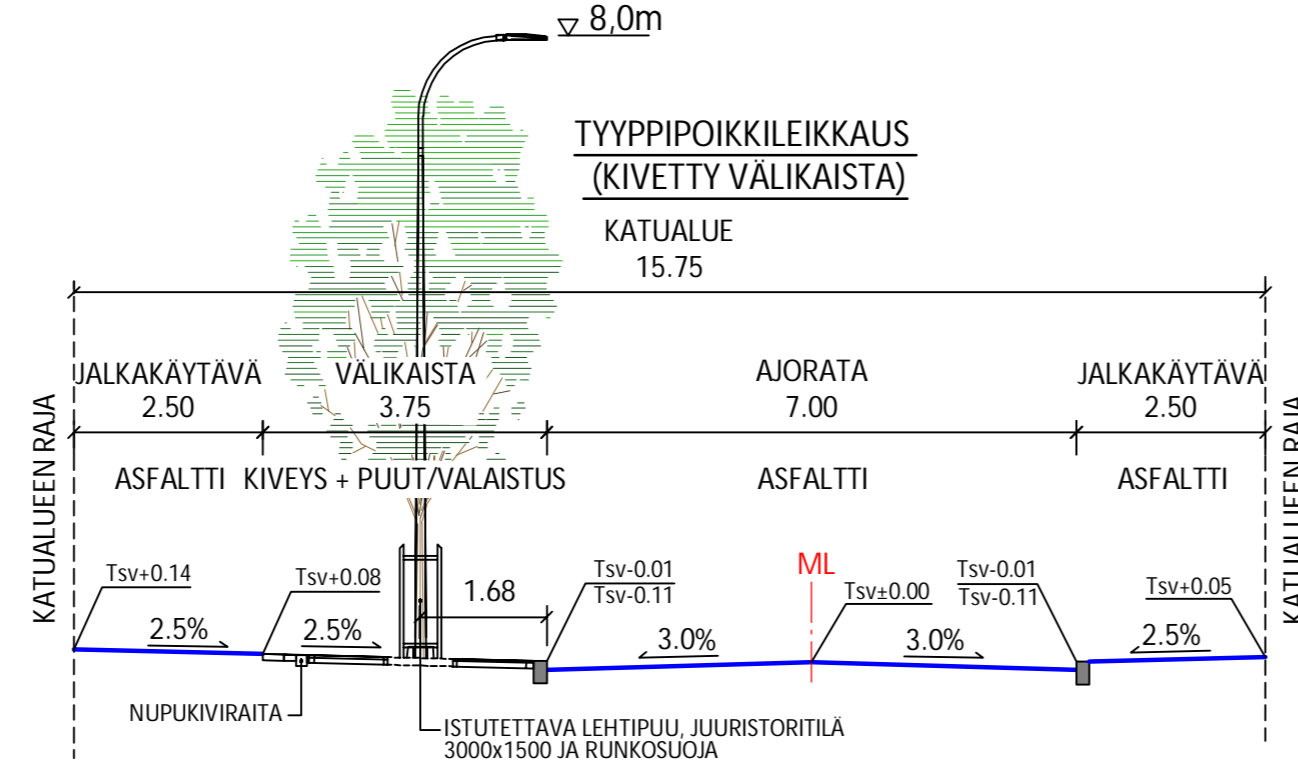 8,0m
TYYPPIPOIKKILEIKKAUS
(KIVETTY VÄLIKAISTA)
KATUALUE
15.75
JALKAKÄYTÄVÄ
2.50
VÄLIKAISTA
3.75
AJORATA
7.00
JALKAKÄYTÄVÄ
2.50
KATUALUEEN RAJA
ASFALTTI
KIVEYS + PUUT/VALAISTUS
ASFALTTI
ASFALTTI
KATUALUEEN RAJA
Tsv+0.14
Tsv+0.08
1.68
Tsv-0.01
Tsv-0.11
ML
Tsv±0.00
Tsv-0.01
Tsv-0.11
Tsv+0.05
2.5%
2.5%
3.0%
3.0%
2.5%
NUPUKIVIRAITA
ISTUTETTAVA LEHTIPUU, JUURISTORITILÄ
3000x1500 JA RUNKOSUOJA